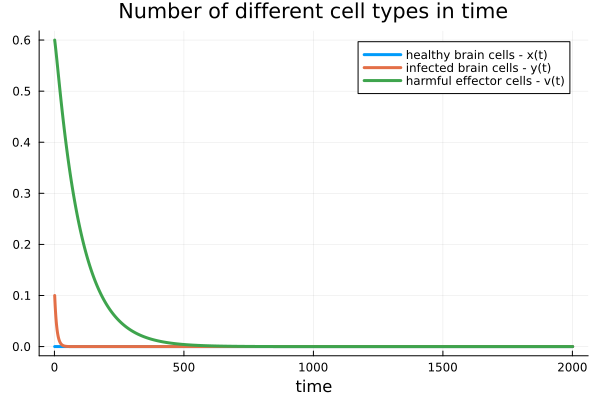 Number of different cell types in time
healthy brain cells - x(t)
infected brain cells - y(t)
harmful effector cells - v(t)
0.6
0.5
0.4
0.3
0.2
0.1
0.0
0 500 1000 1500 2000
time